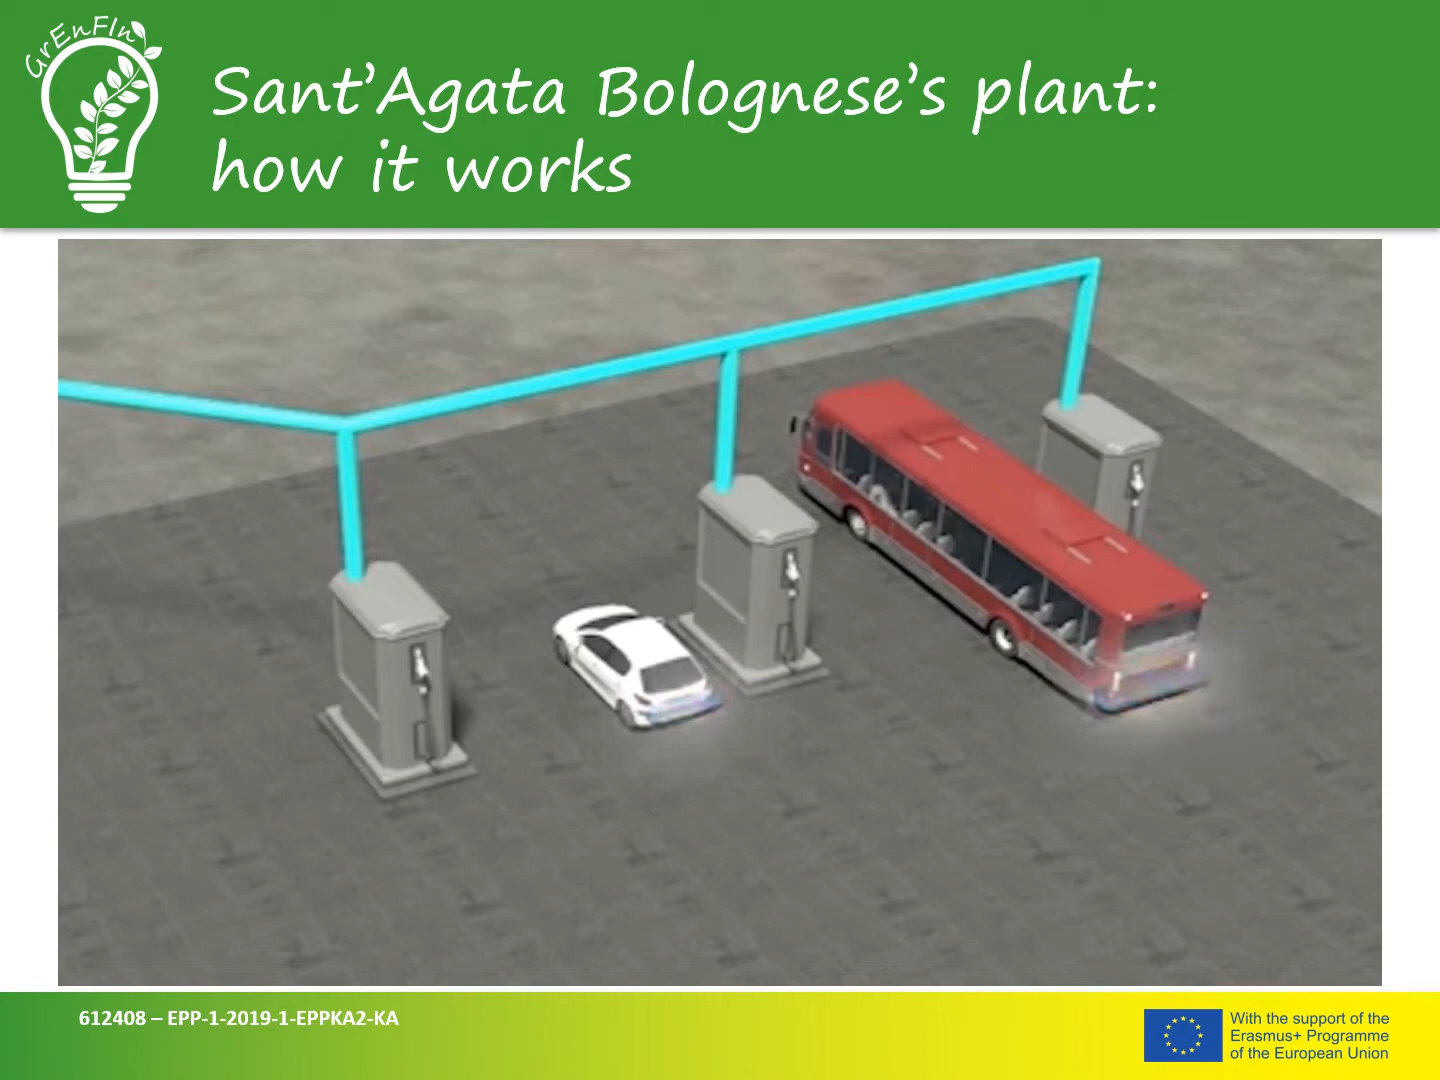 GrEnFIn
Sant’Agata Bolognese’s plant:
how it works
612408 – EPP-1-2019-1-EPPKA2-KA
With the support of the
Erasmus+ Programme
of the European Union